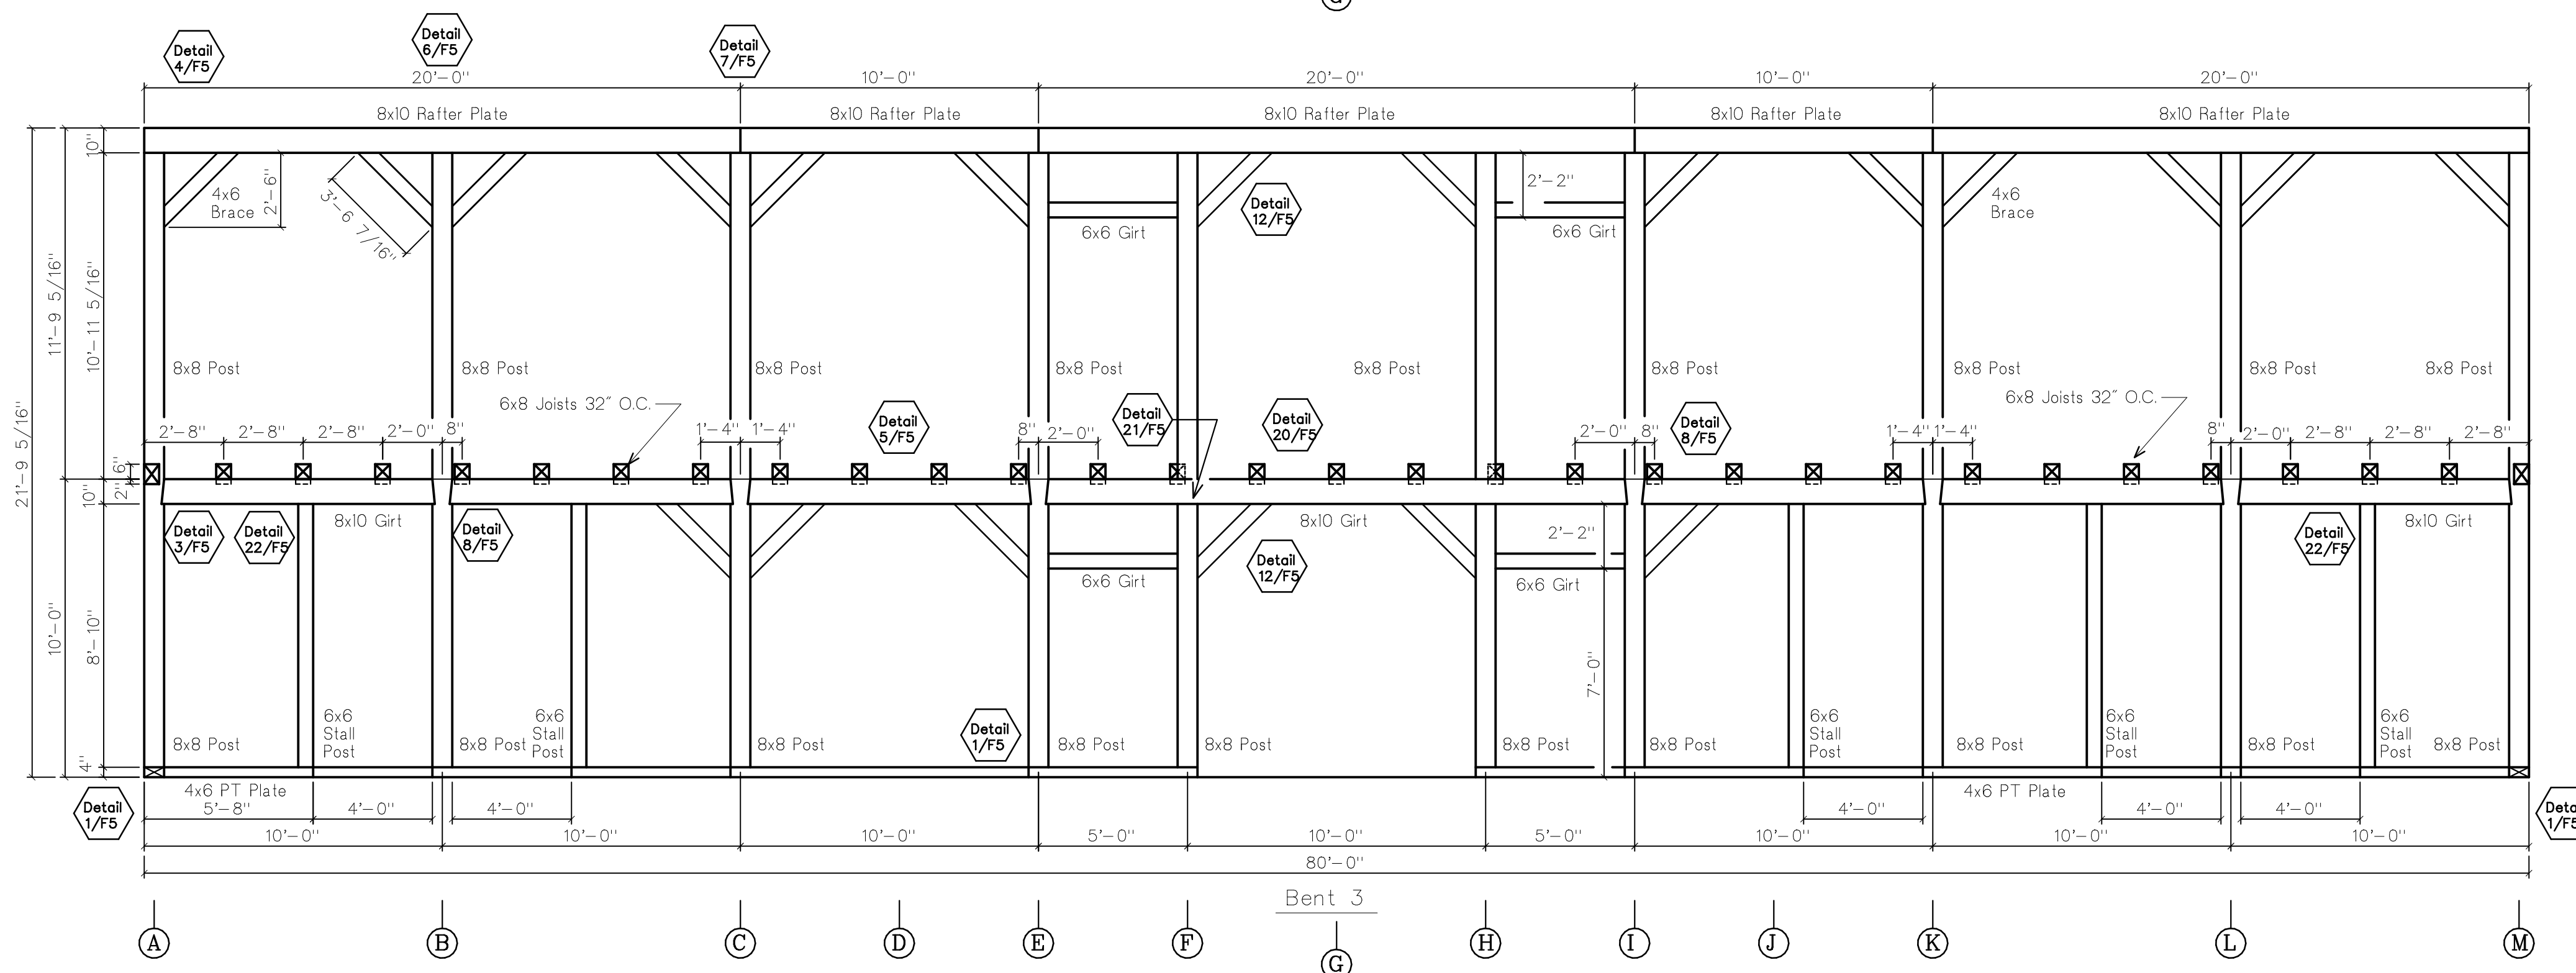 G
Detail
4/F5
Detail
6/F5
Detail
7/F5
20'-0"
10'-0"
20'-0"
10'-0"
20'-0"
8x10 Rafter Plate
8x10 Rafter Plate
8x10 Rafter Plate
8x10 Rafter Plate
8x10 Rafter Plate
10"
4x6
Brace
2'-6"
3'-6 7/16"
Detail
12/F5
2'-2"
4x6
Brace
6x6 Girt
6x6 Girt
21'-9 5/16"
11'-9 5/16"
10'-11 5/16"
8x8 Post
8x8 Post
8x8 Post
8x8 Post
8x8 Post
8x8 Post
8x8 Post
8x8 Post
8x8 Post
6x8 Joists 32" O.C.
6x8 Joists 32" O.C.
Detail
5/F5
Detail
21/F5
Detail
20/F5
Detail
8/F5
2'-8"
2'-8"
2'-8"
2'-0"
8"
1'-4"
1'-4"
8"
2'-0"
2'-0"
8"
1'-4"
1'-4"
8"
2'-0"
2'-8"
2'-8"
2'-8"
6"
2"
10"
8x10 Girt
8x10 Girt
8x10 Girt
Detail
3/F5
Detail
22/F5
Detail
8/F5
Detail
12/F5
2'-2"
Detail
22/F5
6x6 Girt
6x6 Girt
10'-0"
8'-10"
7'-0"
8x8 Post
6x6
Stall
Post
8x8 Post
6x6
Stall
Post
8x8 Post
Detail
1/F5
8x8 Post
8x8 Post
8x8 Post
8x8 Post
6x6
Stall
Post
8x8 Post
6x6
Stall
Post
8x8 Post
6x6
Stall
Post
8x8 Post
4"
4x6 PT Plate
4x6 PT Plate
Detail
1/F5
5'-8"
4'-0"
4'-0"
4'-0"
4'-0"
4'-0"
Deta
1/F5
10'-0"
10'-0"
10'-0"
5'-0"
10'-0"
5'-0"
10'-0"
10'-0"
10'-0"
80'-0"
Bent 3
A
B
C
D
E
F
G
H
I
J
K
L
M